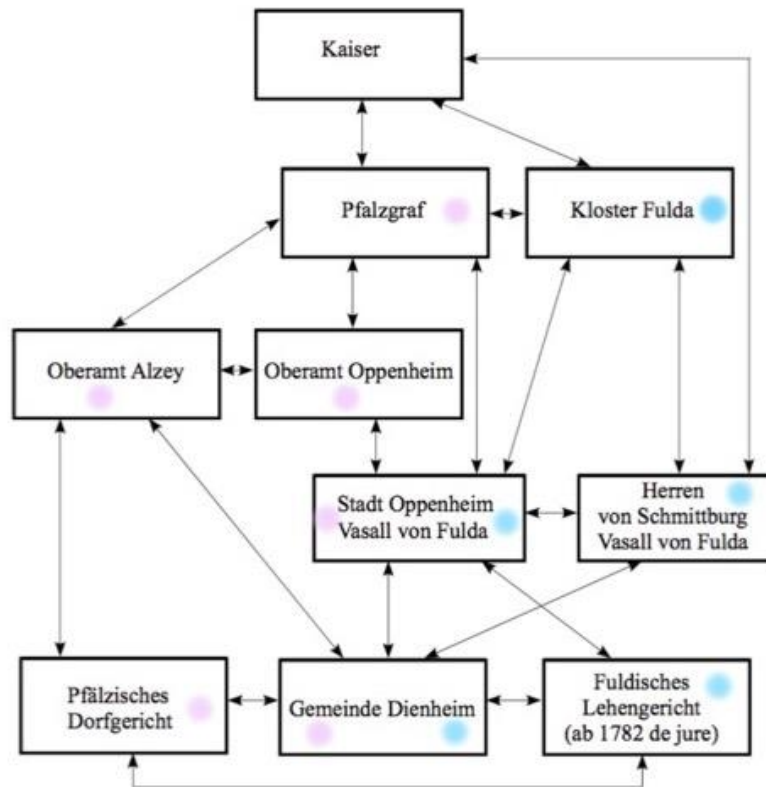 Kaiser
Pfalzgraf
Kloster Fulda
Oberamt Alzey
Oberamt Oppenheim
Stadt Oppenheim
Vasall von Fulda
Herren
von Schmittburg
Vasall von Fulda
Pfälzisches
Dorfgericht
Gemeinde Dienheim
Fuldisches
Lehengericht
(ab 1782 de jure)